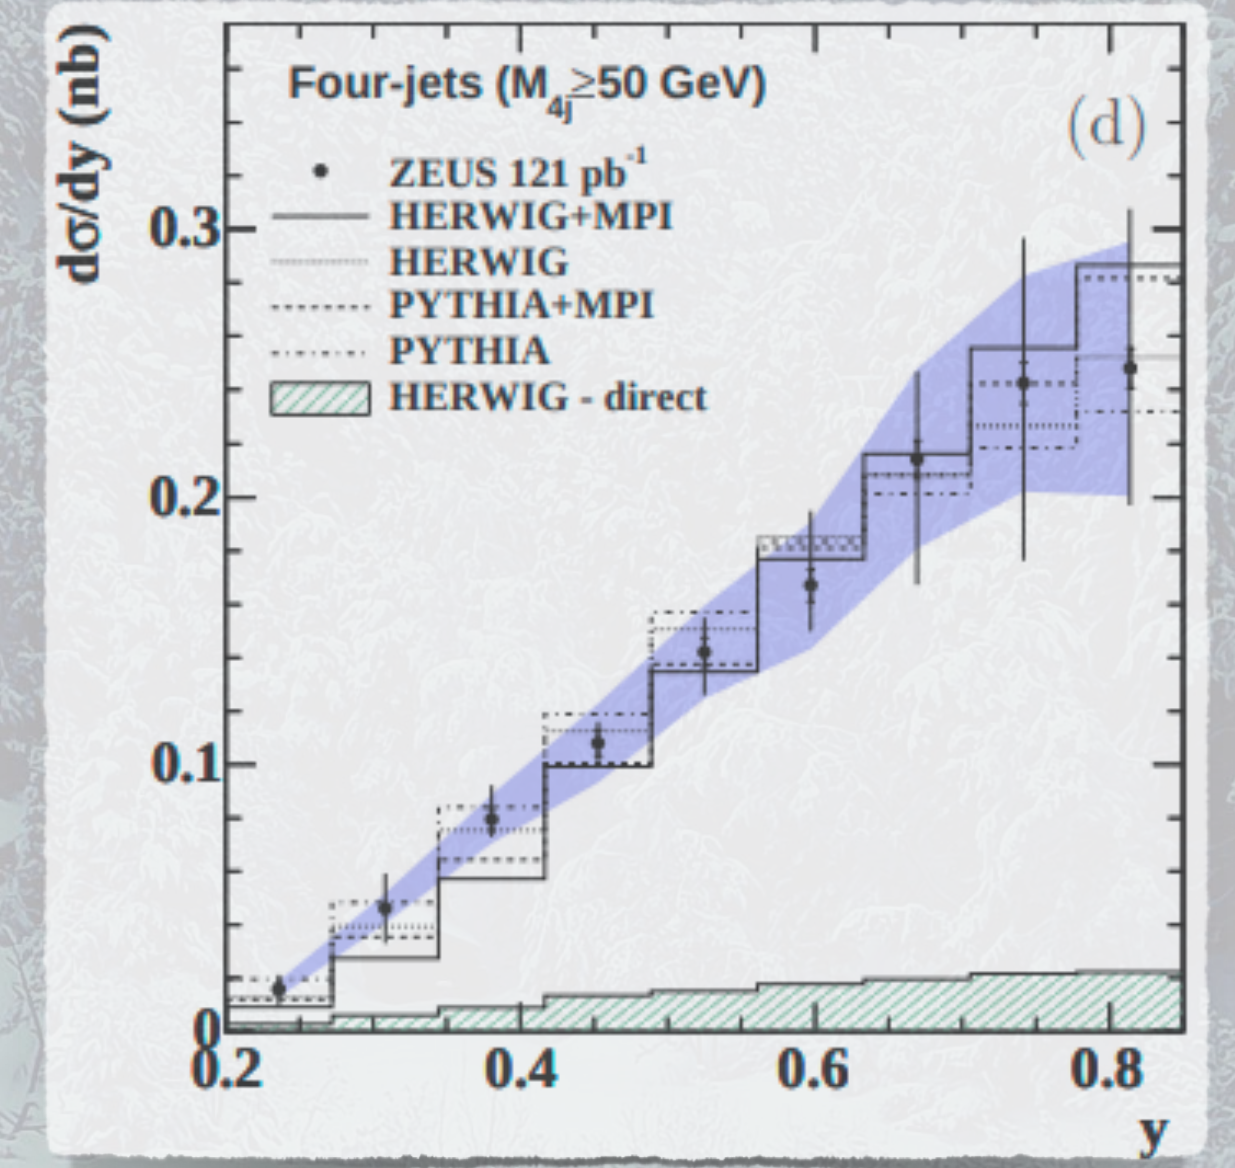 dσ/dy (nb)
Four-jets (M4j≥50 GeV)
(d)
ZEUS 121 pb-1
HERWIG+MPI
HERWIG
PYTHIA+MPI
PYTHIA
HERWIG - direct
0.3
0.2
0.1
0
0.2 0.4 0.6 0.8
y